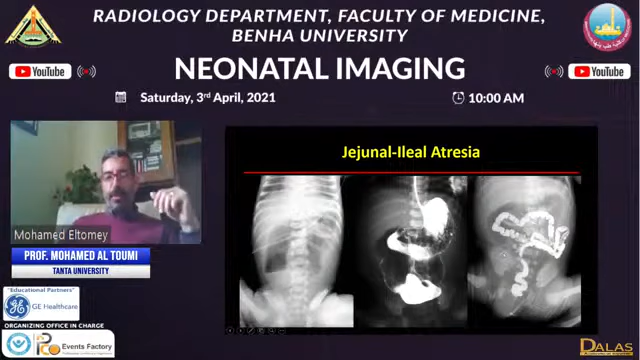 RADIOLOGY DEPARTMENT, FACULTY OF MEDICINE,
BENHA UNIVERSITY
YouTube
NEONATAL IMAGING
YouTube
Saturday, 3rd April, 2021
10:00 AM
Jejunal-Ileal Atresia
Mohamed Eltomey
PROF. MOHAMED AL TOUMI
TANTA UNIVERSITY
"Educational Partners"
GE Healthcare
ORGANIZING OFFICE IN CHARGE
Events Factory
DALAS